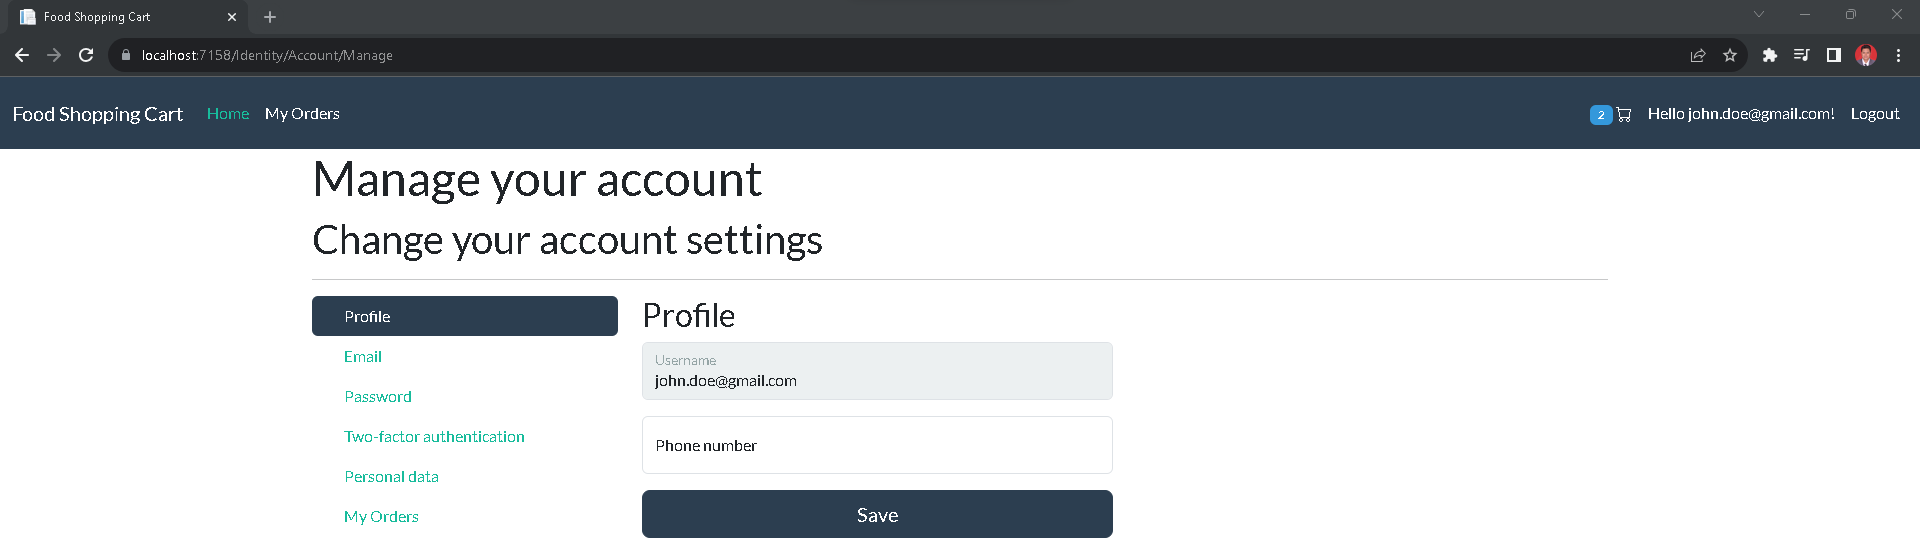 Food Shopping Cart
localhost:7158/Identity/Account/Manage
Food Shopping Cart Home My Orders 2 Hello john.doe@gmail.com! Logout
Manage your account
Change your account settings
Profile
Email
Password
Two-factor authentication
Personal data
My Orders
Profile
Username
john.doe@gmail.com
Phone number
Save